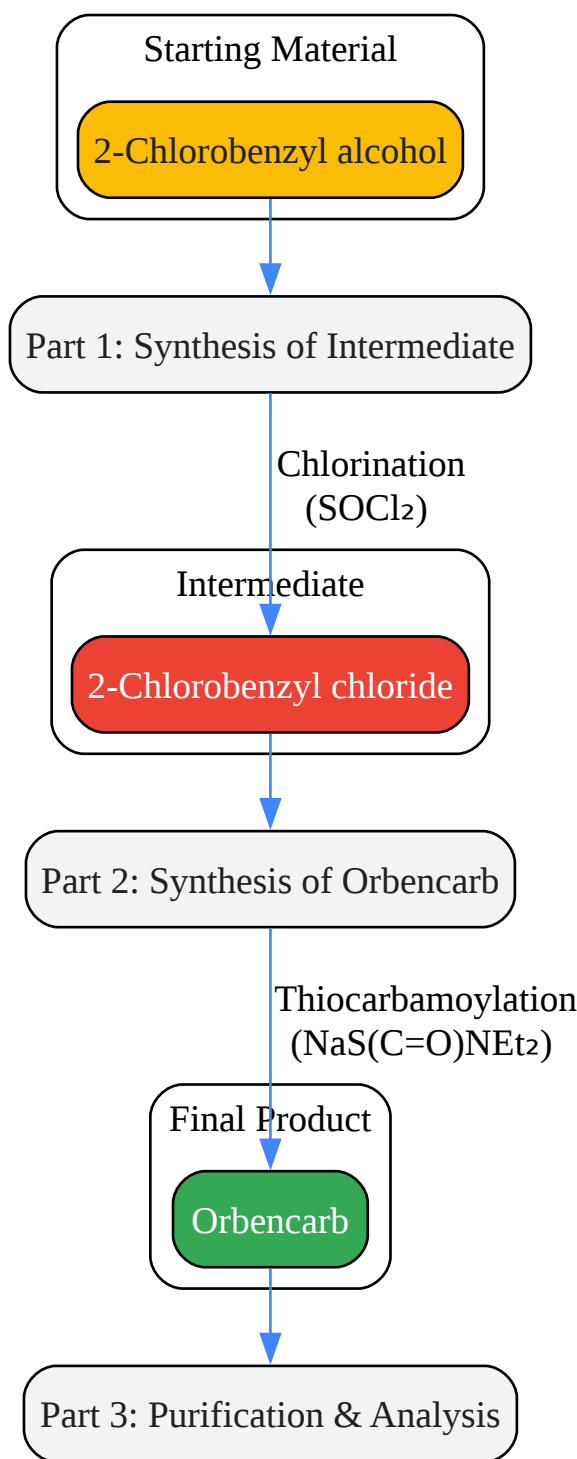 Starting Material
2-Chlorobenzyl alcohol
Part 1: Synthesis of Intermediate
Chlorination
(SOCl₂)
Intermediate
2-Chlorobenzyl chloride
Part 2: Synthesis of Orbencarb
Thiocarbamoylation
(NaS(C=O)NEt₂)
Final Product
Orbencarb
Part 3: Purification & Analysis